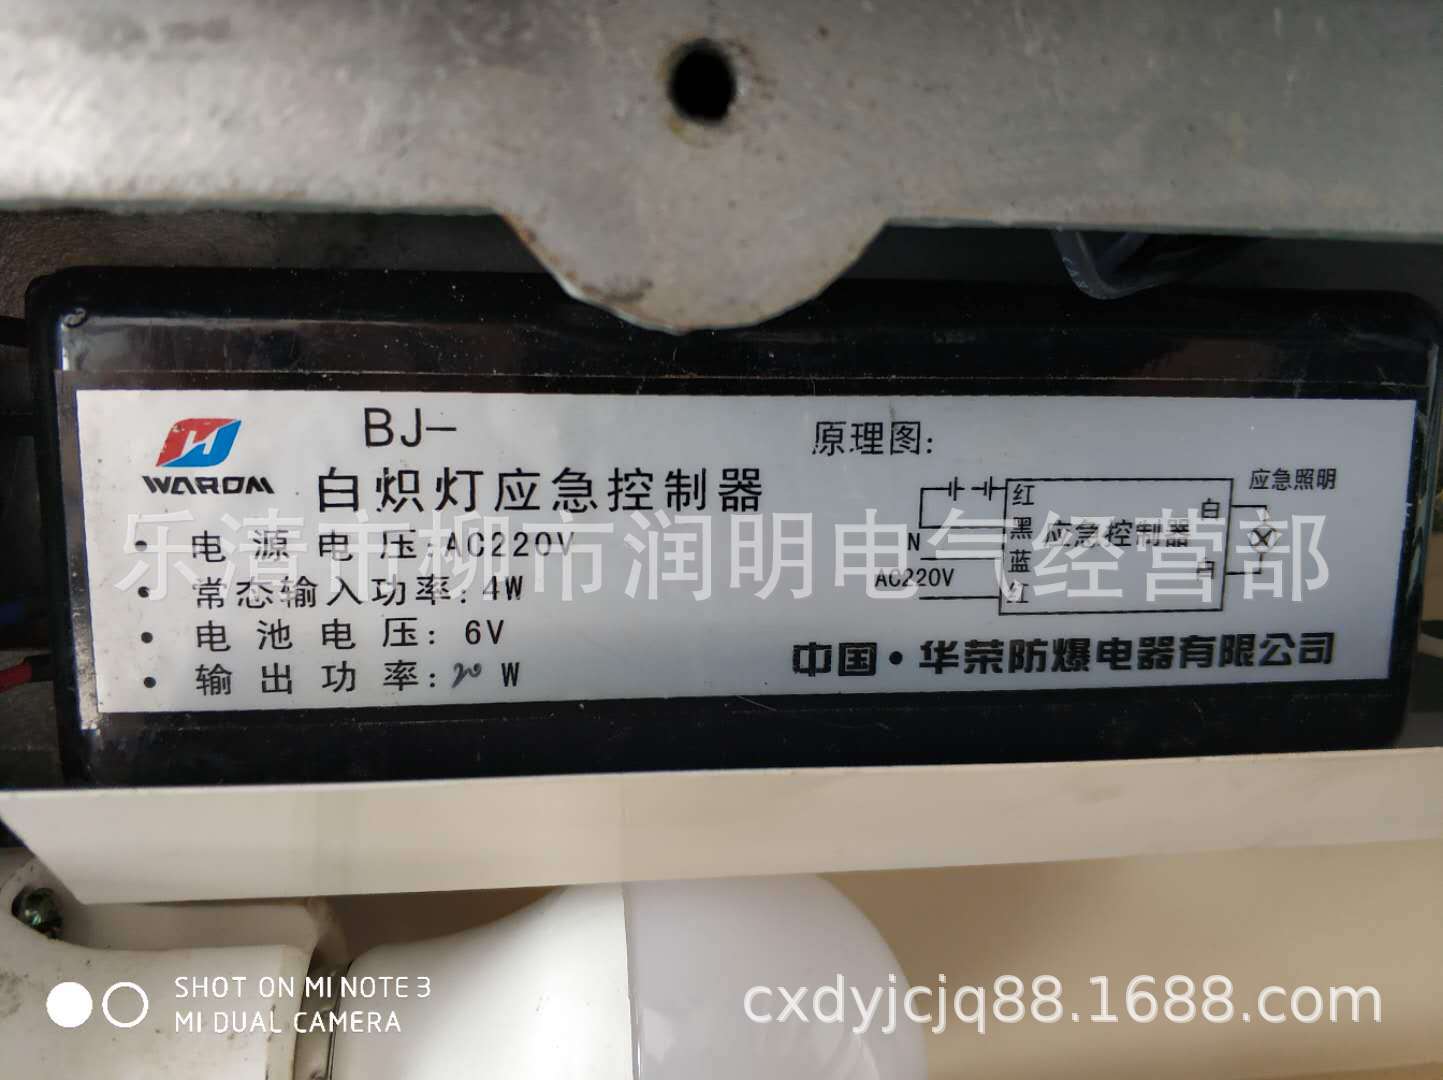 WAROM
BJ-
白炽灯应急控制器
• 电源电压:AC220V
• 常态输入功率:4W
• 电池电压:6V
• 输出功率:20W
原理图:
红
黑
蓝
红
N
AC220V
应急控制器
白
白
应急照明
中国·华荣防爆电器有限公司
乐清市柳市润明电气经营部
SHOT ON MI NOTE 3
MI DUAL CAMERA
cxdyjcjq88.1688.com